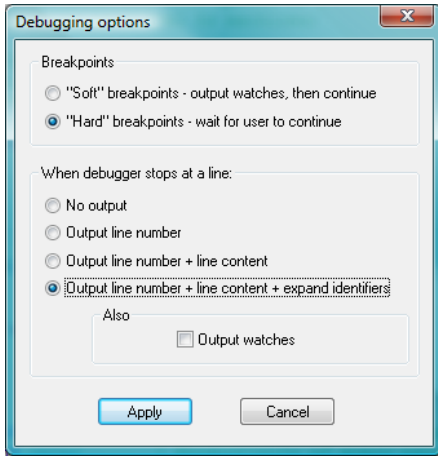 Debugging options
Breakpoints
"Soft" breakpoints - output watches, then continue
"Hard" breakpoints - wait for user to continue
When debugger stops at a line:
No output
Output line number
Output line number + line content
Output line number + line content + expand identifiers
Also
Output watches
Apply
Cancel